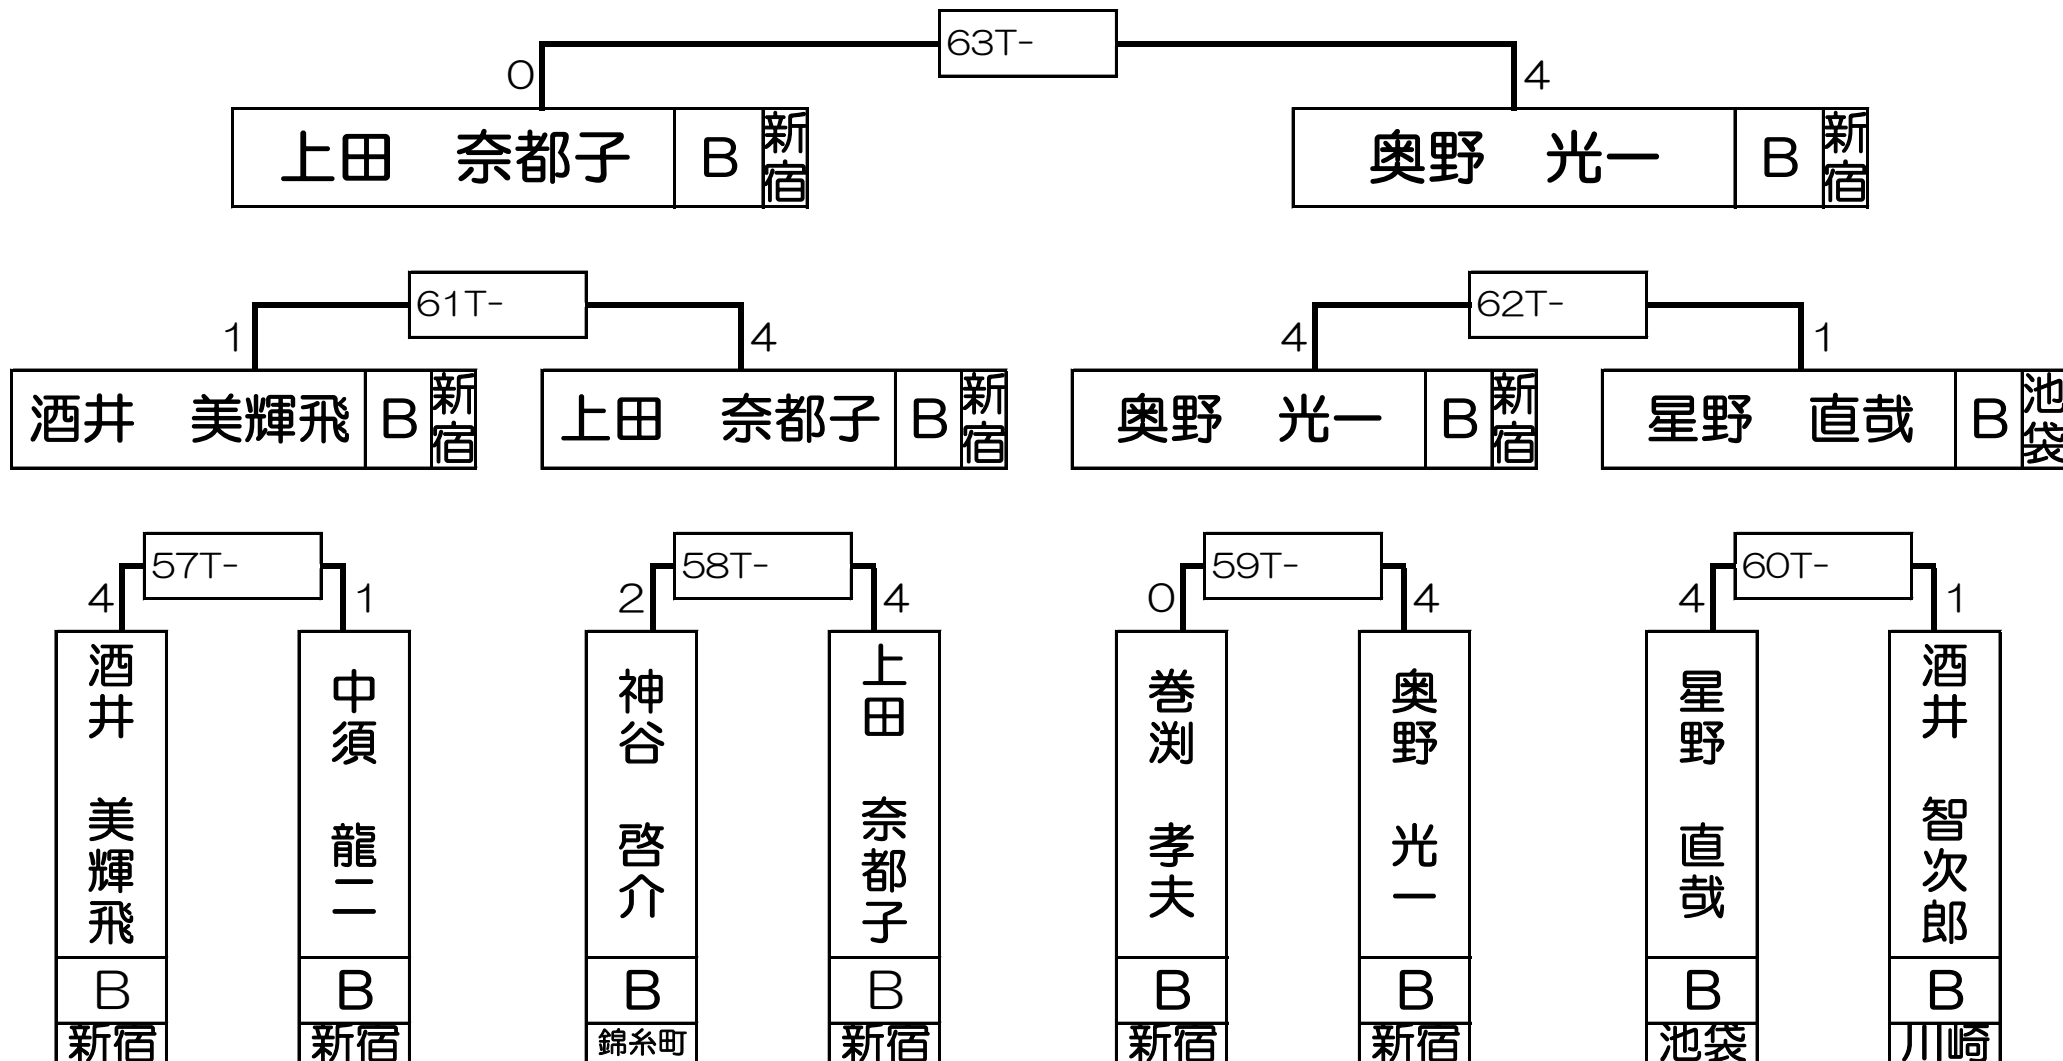 63T-
0 4
上田 奈都子 B 新宿
奥野 光一 B 新宿
61T-
1 4
62T-
4 1
酒井 美輝飛 B 新宿
上田 奈都子 B 新宿
奥野 光一 B 新宿
星野 直哉 B 池袋
57T-
4 1
58T-
2 4
59T-
0 4
60T-
4 1
酒井 美輝飛
B
新宿
中須 龍二
B
新宿
神谷 啓介
B
錦糸町
上田 奈都子
B
新宿
巻渕 孝夫
B
新宿
奥野 光一
B
新宿
星野 直哉
B
池袋
酒井 智次郎
B
川崎